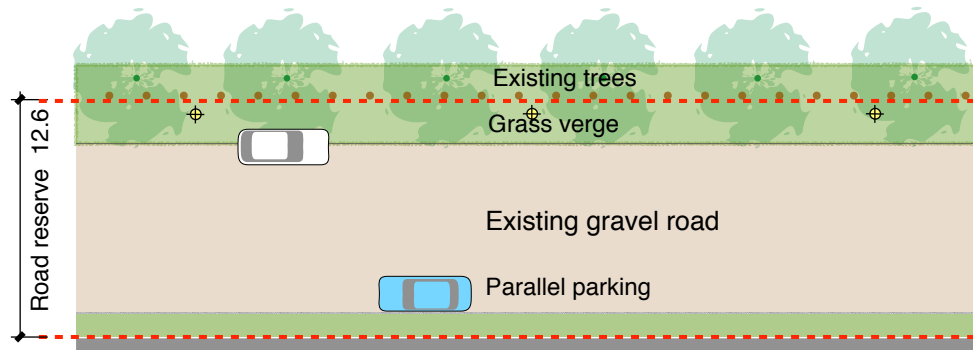 Existing trees
Grass verge
Road reserve 12.6
Existing gravel road
Parallel parking